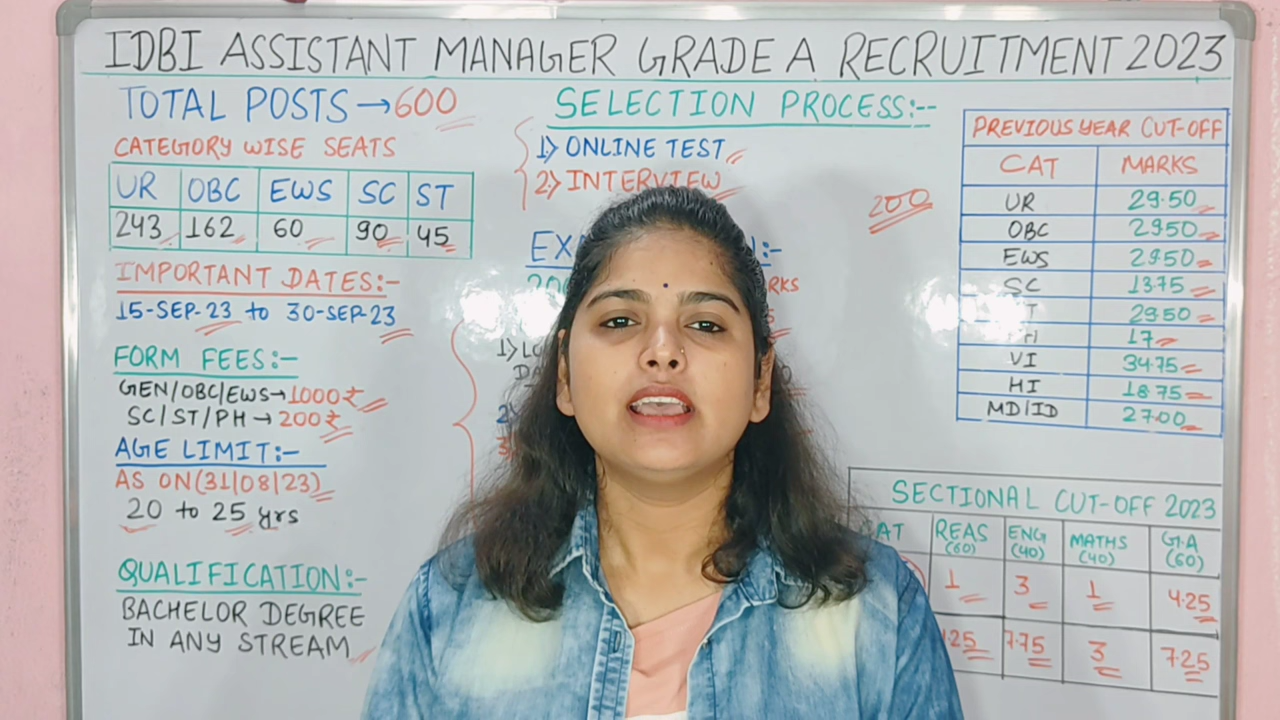 IDBI ASSISTANT MANAGER GRADE A RECRUITMENT 2023
TOTAL POSTS → 600
CATEGORY WISE SEATS
UR OBC EWS SC ST
243 162 60 90 45
IMPORTANT DATES:-
15-SEP-23 to 30-SEP-23
FORM FEES:-
GEN/OBC/EWS→1000₹
SC/ST/PH → 200₹
AGE LIMIT:-
AS ON(31/08/23)
20 to 25 yrs
QUALIFICATION:-
BACHELOR DEGREE
IN ANY STREAM
SELECTION PROCESS:--
1> ONLINE TEST
2> INTERVIEW
200
PREVIOUS YEAR CUT-OFF
CAT MARKS
UR 29.50
OBC 29.50
EWS 29.50
SC 13.75
T 29.50
H 17
VI 34.75
HI 18.75
MD/ID 27.00
SECTIONAL CUT-OFF 2023
AT REAS (60) ENG (40) MATHS (40) G.A (60)
1 3 1 4.25
.25 7.75 3 7.25